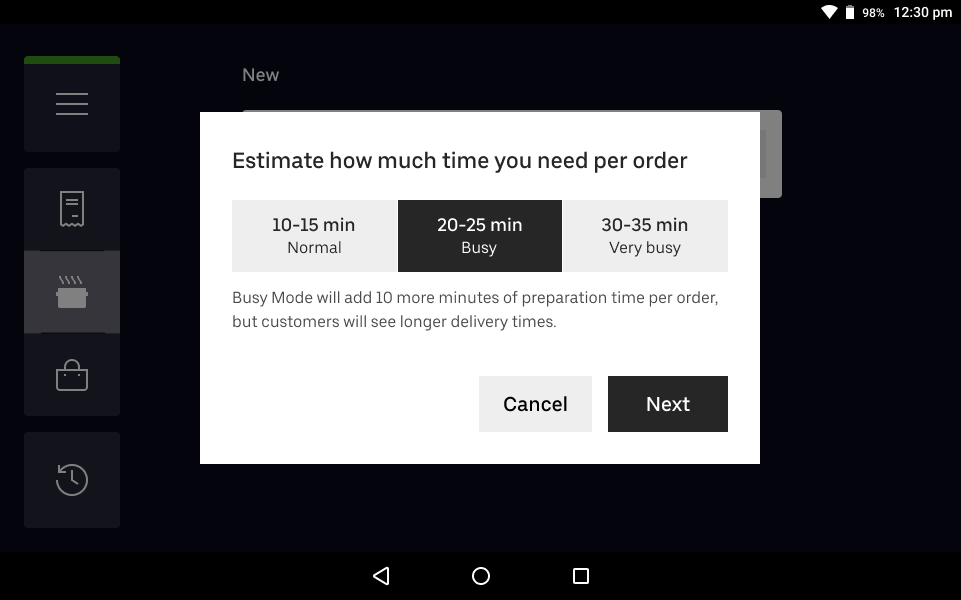 98% 12:30 pm
New
Estimate how much time you need per order
10-15 min 20-25 min 30-35 min
Normal Busy Very busy
Busy Mode will add 10 more minutes of preparation time per order,
but customers will see longer delivery times.
Cancel Next